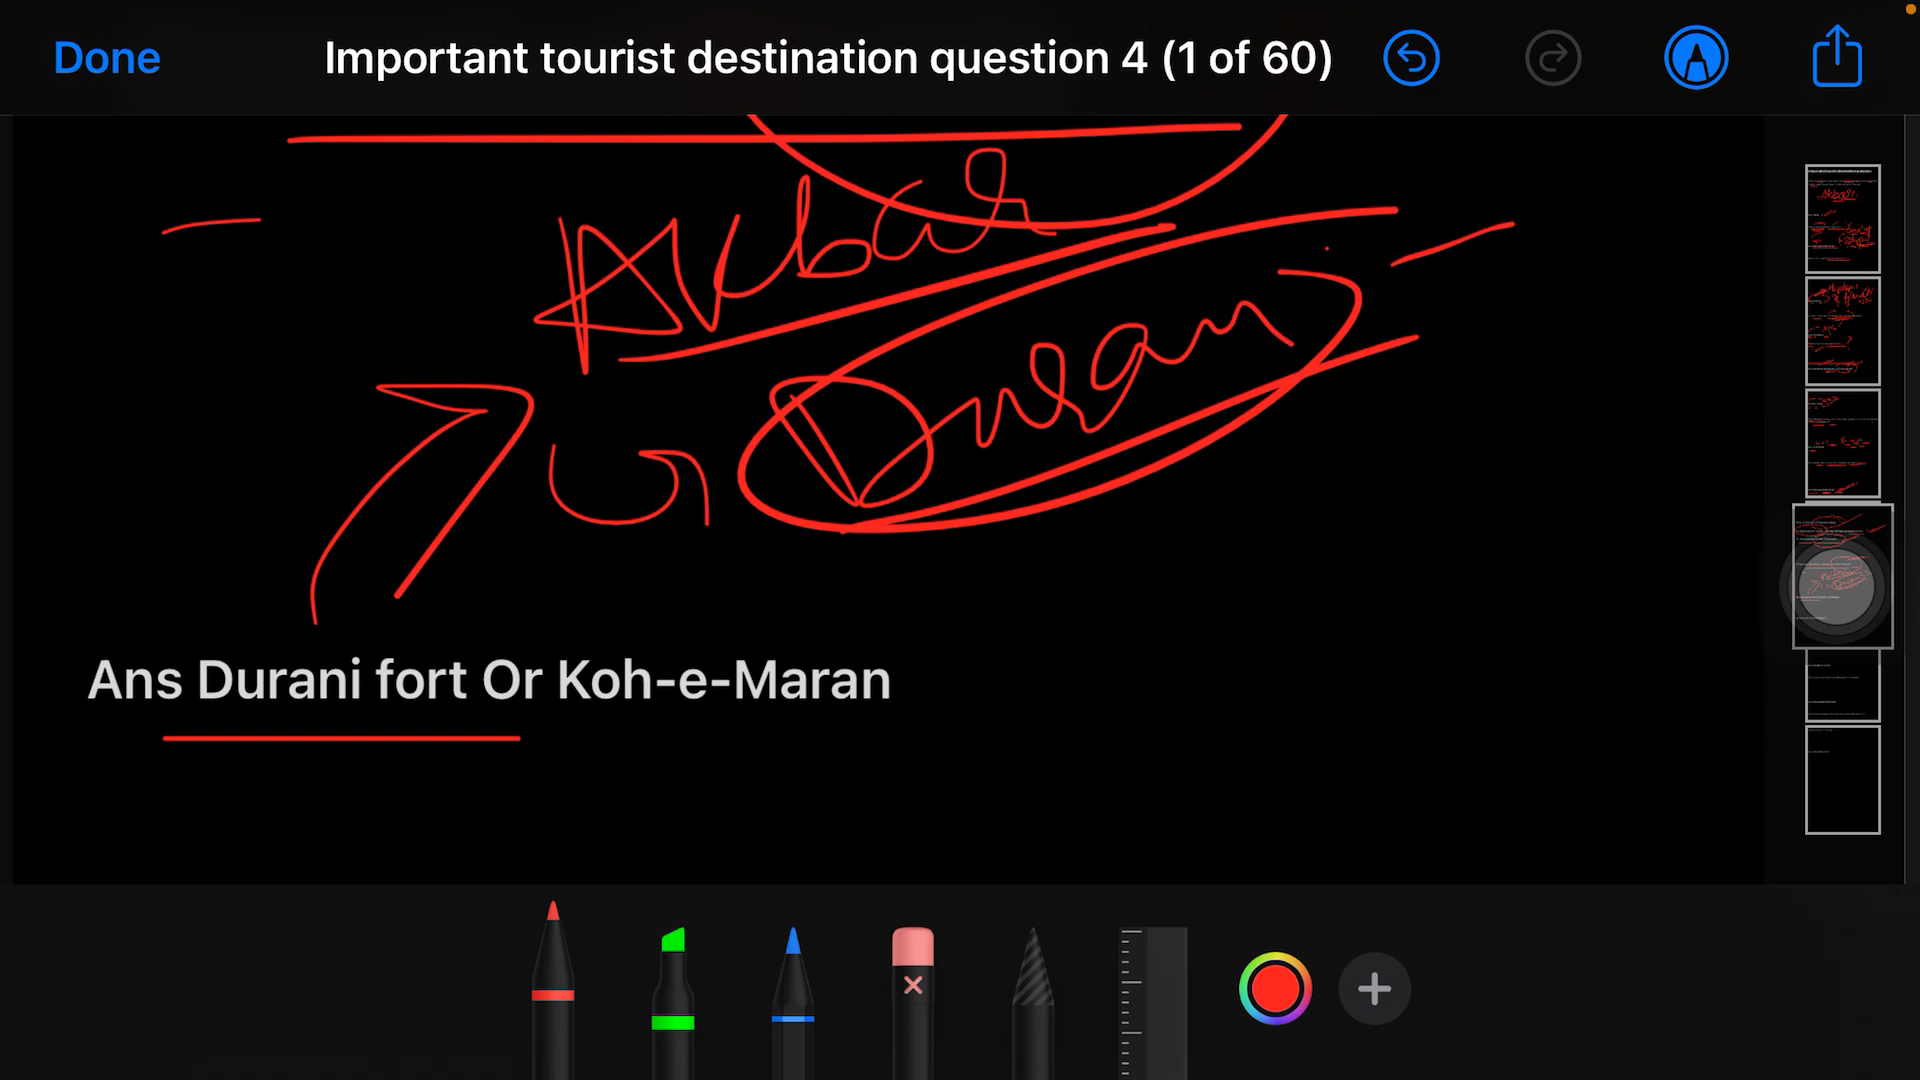 Done Important tourist destination question 4 (1 of 60)
Akbar
Durani
Ans Durani fort Or Koh-e-Maran